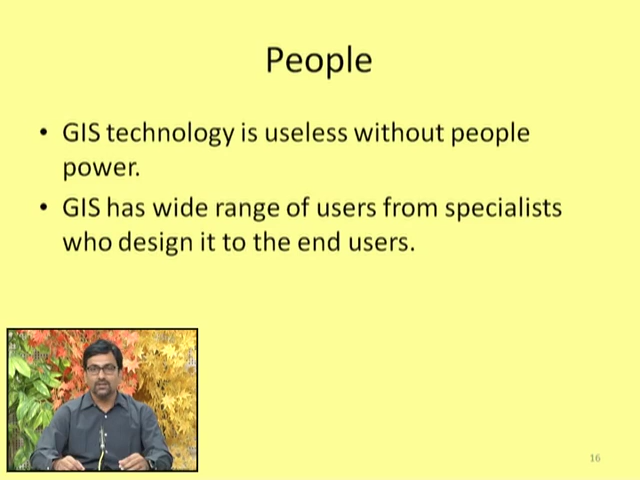 People
• GIS technology is useless without people
power.
• GIS has wide range of users from specialists
who design it to the end users.
16